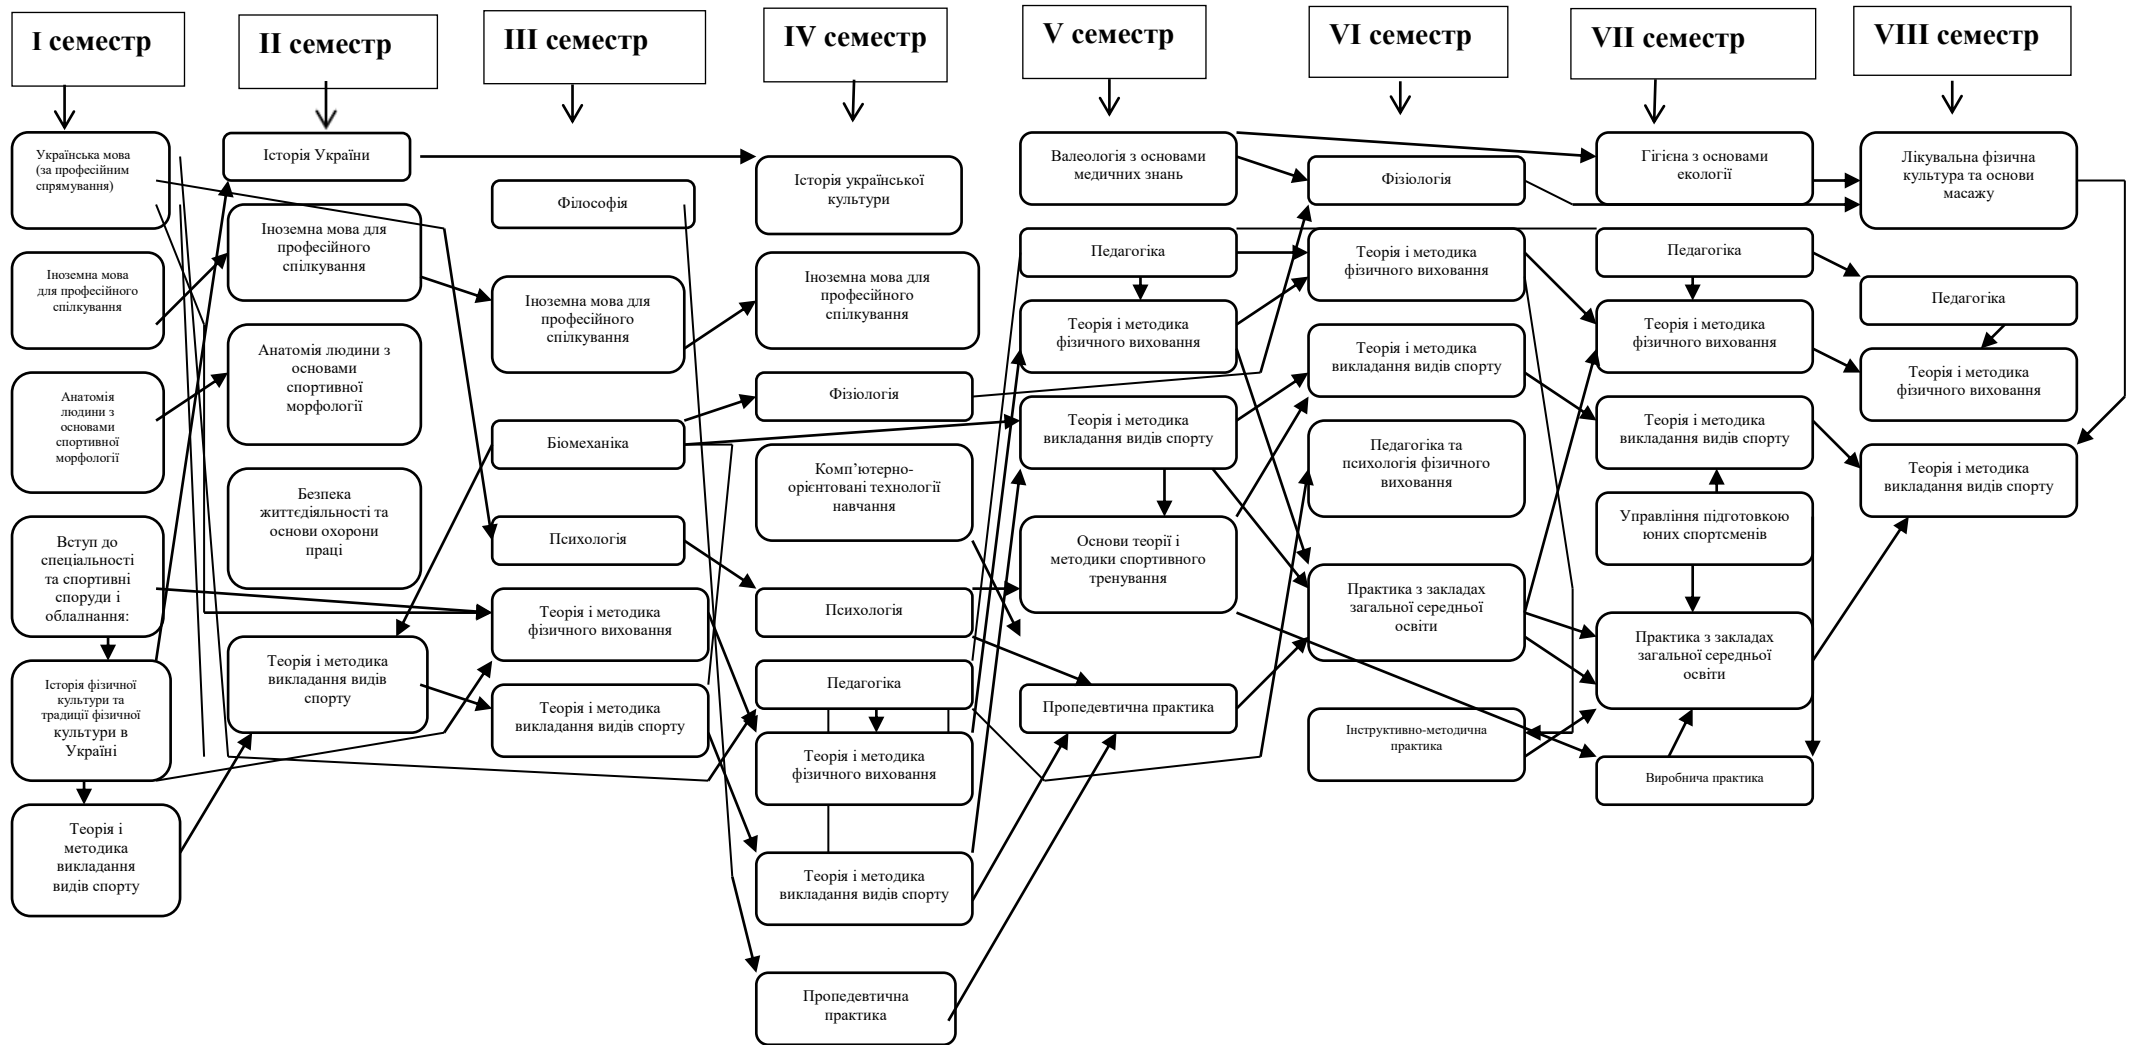 I семестр
II семестр
III семестр
IV семестр
V семестр
VI семестр
VII семестр
VIII семестр
Українська мова
(за професійним
спрямування)
Іноземна мова
для професійного
спілкування
Анатомія
людини з
основами
спортивної
морфології
Вступ до
спеціальності
та спортивні
споруди і
обладнання:
Історія фізичної
культури та
традиції фізичної
культури в
Україні
Теорія і
методика
викладання
видів спорту
Історія України
Іноземна мова для
професійного
спілкування
Анатомія людини з
основами
спортивної
морфології
Безпека
життєдіяльності та
основи охорони
праці
Теорія і методика
викладання видів
спорту
Філософія
Іноземна мова для
професійного
спілкування
Біомеханіка
Психологія
Теорія і методика
фізичного виховання
Теорія і методика
викладання видів спорту
Історія української
культури
Іноземна мова для
професійного
спілкування
Фізіологія
Комп’ютерно-
орієнтовані технології
навчання
Психологія
Педагогіка
Теорія і методика
фізичного виховання
Теорія і методика
викладання видів спорту
Пропедевтична
практика
Валеологія з основами
медичних знань
Педагогіка
Теорія і методика
фізичного виховання
Теорія і методика
викладання видів спорту
Основи теорії і
методики спортивного
тренування
Пропедевтична практика
Фізіологія
Теорія і методика
фізичного виховання
Теорія і методика
викладання видів спорту
Педагогіка та
психологія фізичного
виховання
Практика з закладах
загальної середньої
освіти
Інструктивно-методична
практика
Гігієна з основами
екології
Педагогіка
Теорія і методика
фізичного виховання
Теорія і методика
викладання видів спорту
Управління підготовкою
юних спортсменів
Практика з закладах
загальної середньої
освіти
Виробнича практика
Лікувальна фізична
культура та основи
масажу
Педагогіка
Теорія і методика
фізичного виховання
Теорія і методика
викладання видів спорту